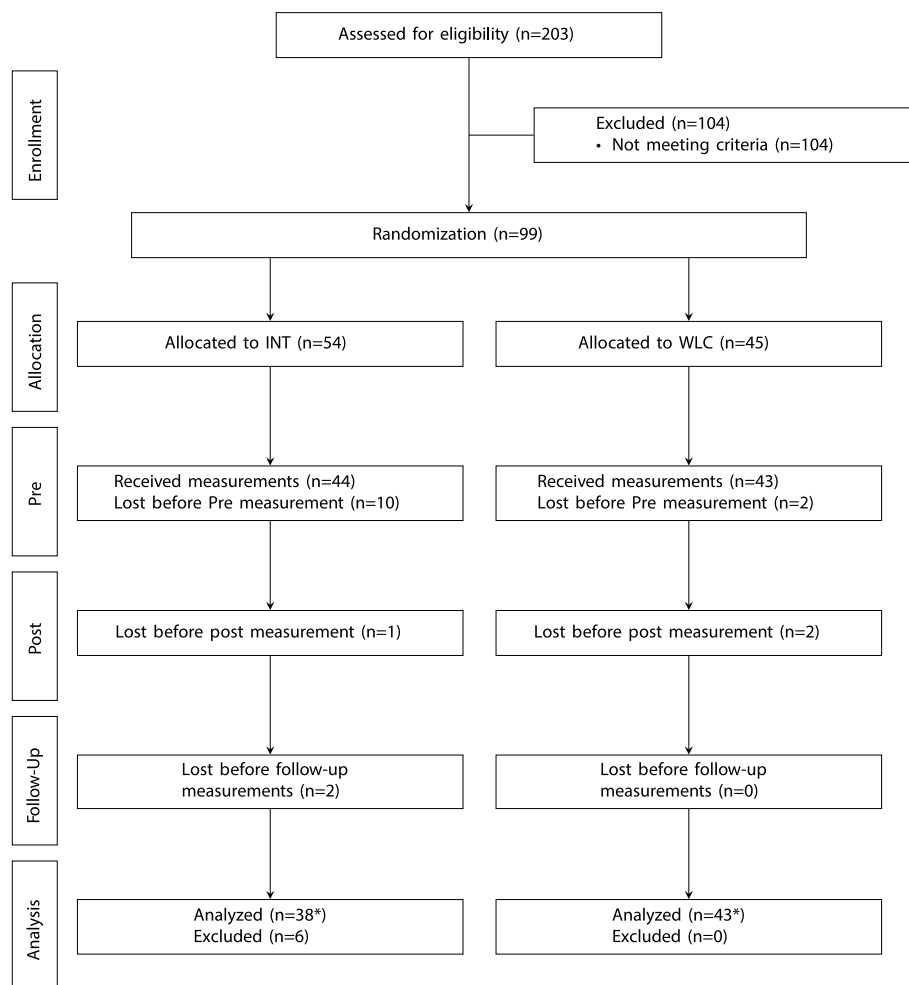 Assessed for eligibility (n=203)
Enrollment
Excluded (n=104)
• Not meeting criteria (n=104)
Randomization (n=99)
Allocation
Allocated to INT (n=54)
Allocated to WLC (n=45)
Pre
Received measurements (n=44)
Lost before Pre measurement (n=10)
Received measurements (n=43)
Lost before Pre measurement (n=2)
Post
Lost before post measurement (n=1)
Lost before post measurement (n=2)
Follow-Up
Lost before follow-up
measurements (n=2)
Lost before follow-up
measurements (n=0)
Analysis
Analyzed (n=38*)
Excluded (n=6)
Analyzed (n=43*)
Excluded (n=0)